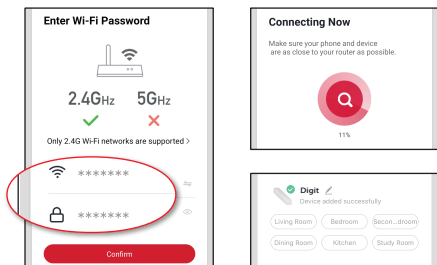 Enter Wi-Fi Password
2.4GHz 5GHz
Only 2.4G Wi-Fi networks are supported >
*******
*******
Confirm
Connecting Now
Make sure your phone and device
are as close to your router as possible.
11%
Digit
Device added successfully
Living Room Bedroom Secon...droom
Dining Room Kitchen Study Room